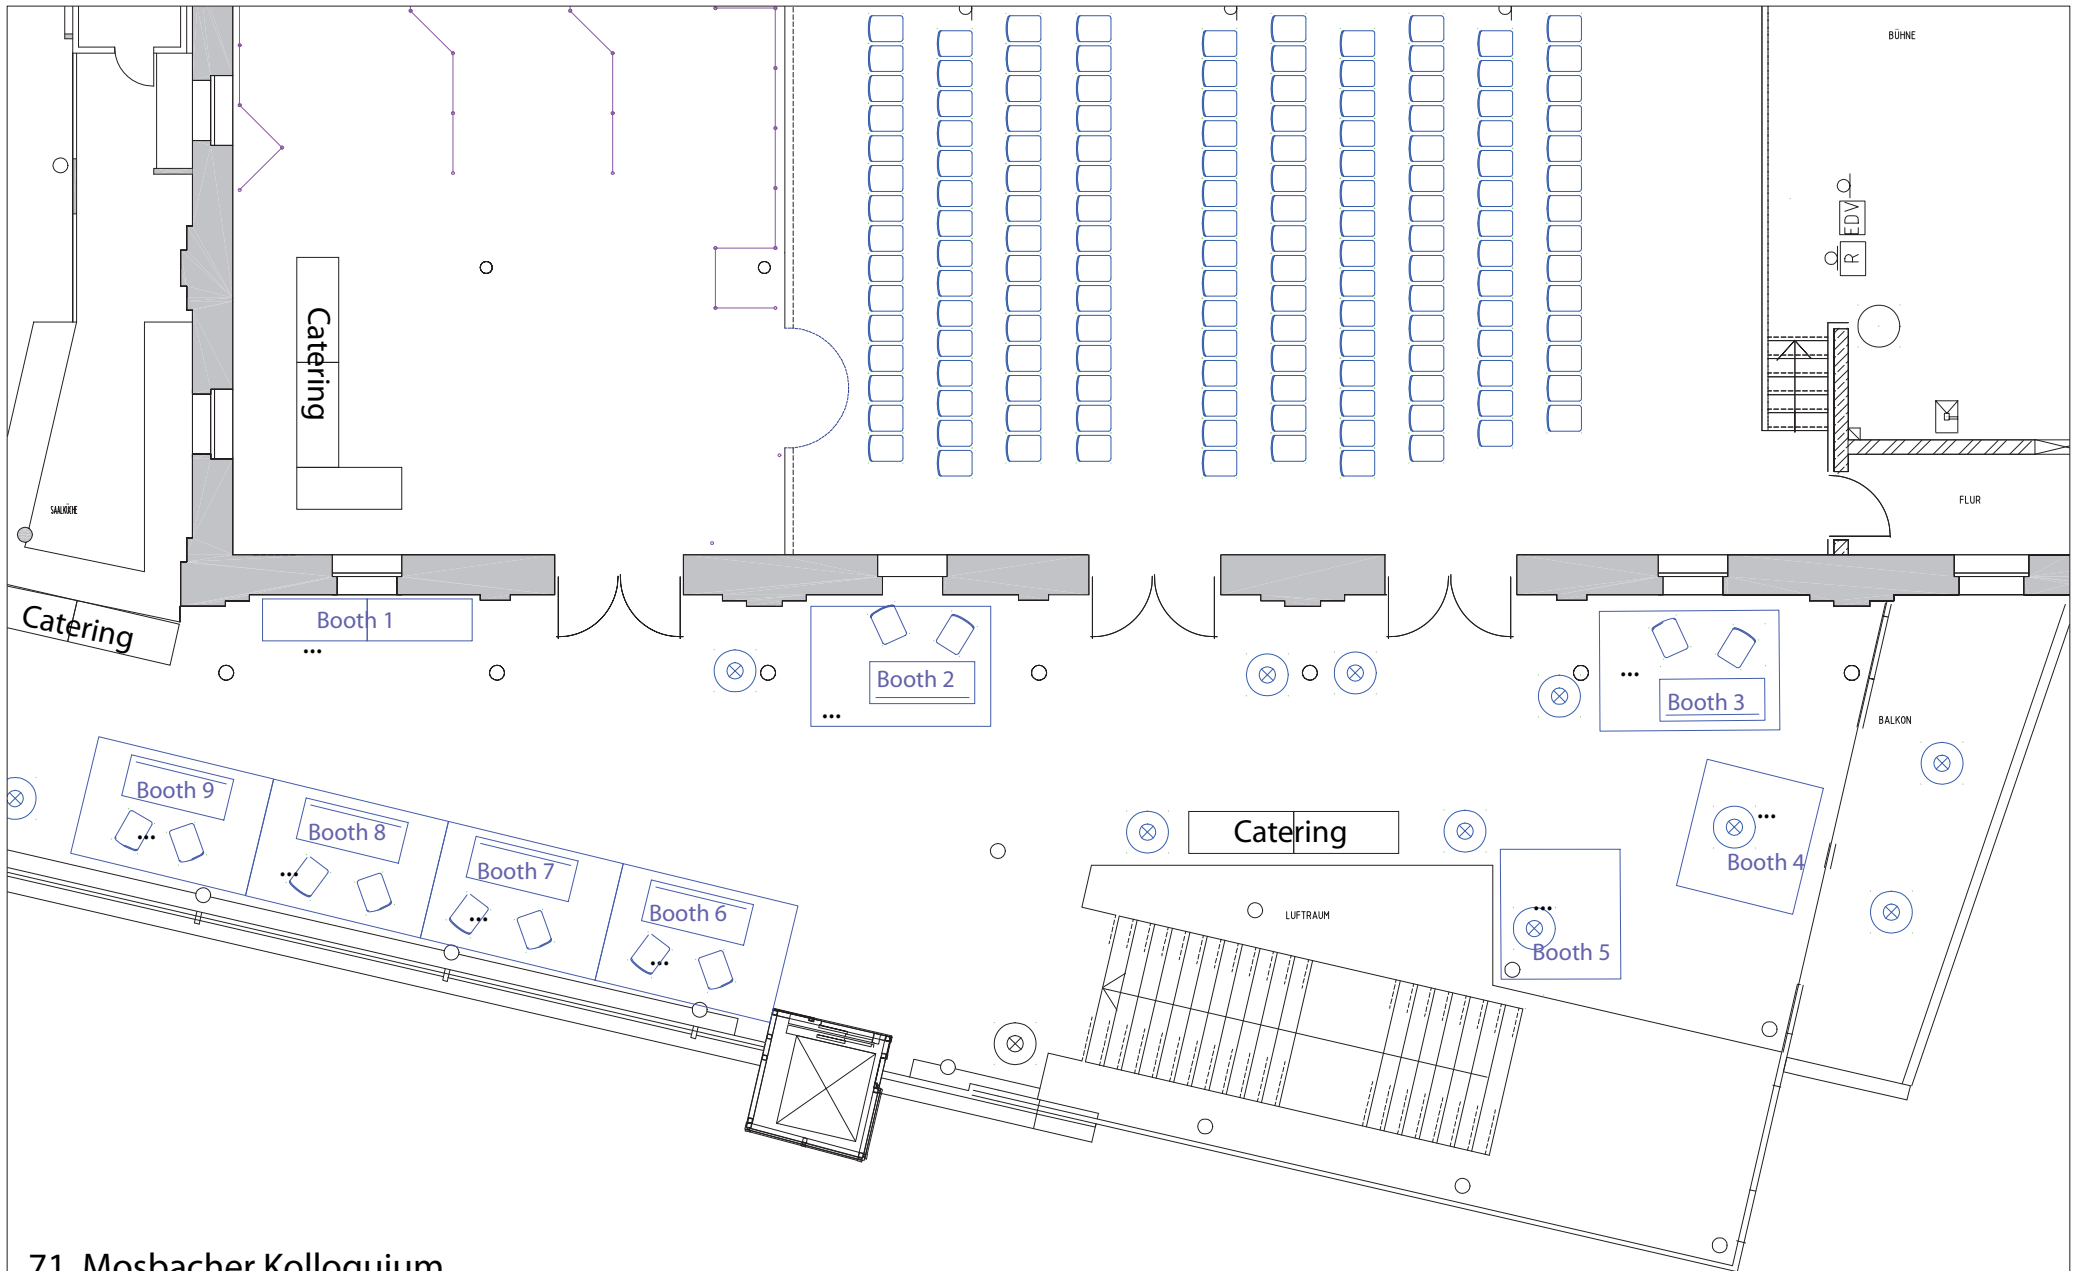 BÜHNE
EDV
R
Catering
SAALKÜCHE
FLUR
Catering
Booth 1
...
Booth 2
...
Booth 3
...
BALKON
Booth 9
...
Booth 8
...
Booth 7
...
Booth 6
...
Catering
Booth 4
...
LUFTRAUM
Booth 5
...
71. Mosbacher Kolloquium